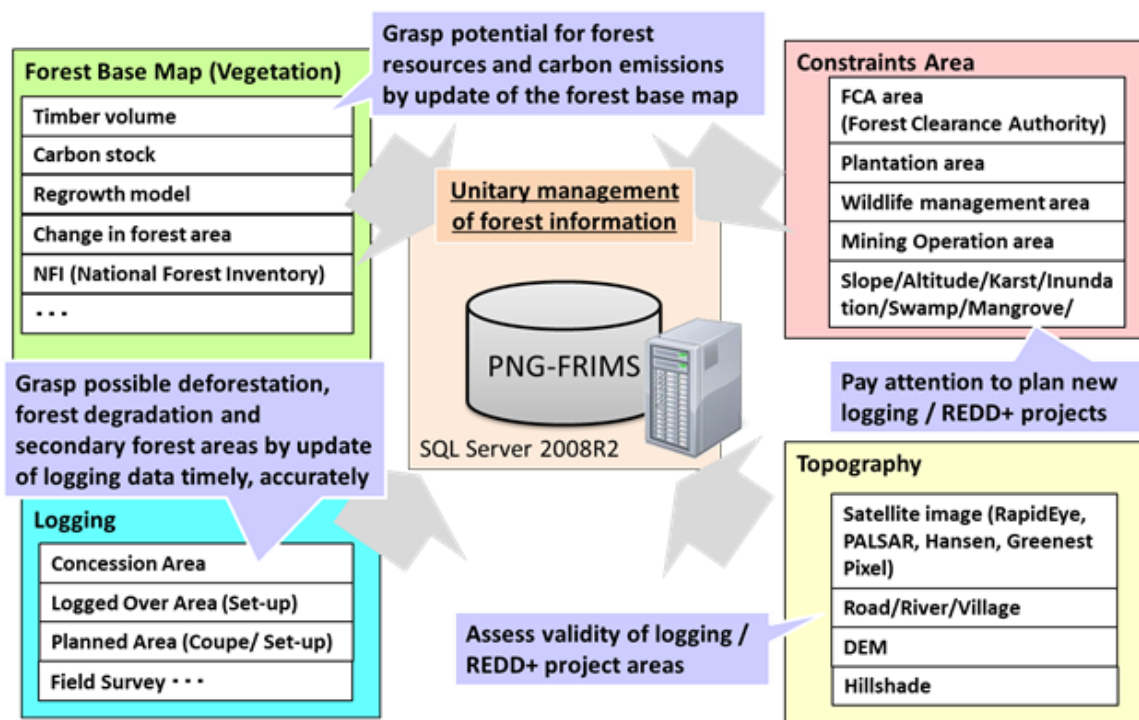 Grasp potential for forest
resources and carbon emissions
by update of the forest base map
Forest Base Map (Vegetation)
Timber volume
Carbon stock
Regrowth model
Change in forest area
NFI (National Forest Inventory)
···
Constraints Area
FCA area
(Forest Clearance Authority)
Plantation area
Wildlife management area
Mining Operation area
Slope/Altitude/Karst/Inunda
tion/Swamp/Mangrove/
Unitary management
of forest information
PNG-FRIMS
SQL Server 2008R2
Grasp possible deforestation,
forest degradation and
secondary forest areas by update
of logging data timely, accurately
Pay attention to plan new
logging / REDD+ projects
Logging
Concession Area
Logged Over Area (Set-up)
Planned Area (Coupe/ Set-up)
Field Survey ···
Assess validity of logging /
REDD+ project areas
Topography
Satellite image (RapidEye,
PALSAR, Hansen, Greenest
Pixel)
Road/River/Village
DEM
Hillshade